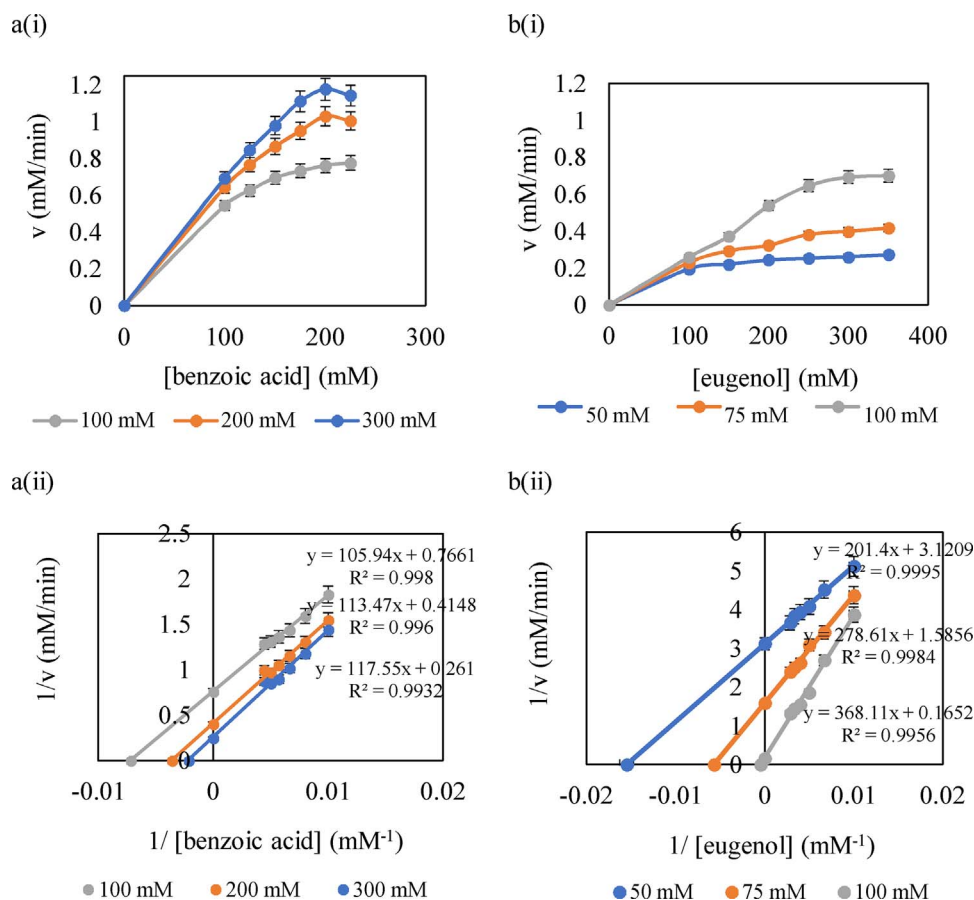 a(i)
b(i)
v (mM/min)
1.2
1
0.8
0.6
0.4
0.2
0
0
100
200
300
[benzoic acid] (mM)
100 mM
200 mM
300 mM
v (mM/min)
1.2
1
0.8
0.6
0.4
0.2
0
0
100
200
300
400
[eugenol] (mM)
50 mM
75 mM
100 mM
a(ii)
b(ii)
1/v (mM/min)
2.5
2
1.5
1
0.5
0
y = 105.94x + 0.7661
R² = 0.998
y = 113.47x + 0.4148
R² = 0.996
y = 117.55x + 0.261
R² = 0.9932
-0.01
0
0.01
0.02
1/ [benzoic acid] (mM⁻¹)
100 mM
200 mM
300 mM
1/v (mM/min)
6
5
4
3
2
1
0
y = 201.4x + 3.1209
R² = 0.9995
y = 278.61x + 1.5856
R² = 0.9984
y = 368.11x + 0.1652
R² = 0.9956
-0.02
-0.01
0
0.01
0.02
1/ [eugenol] (mM⁻¹)
50 mM
75 mM
100 mM